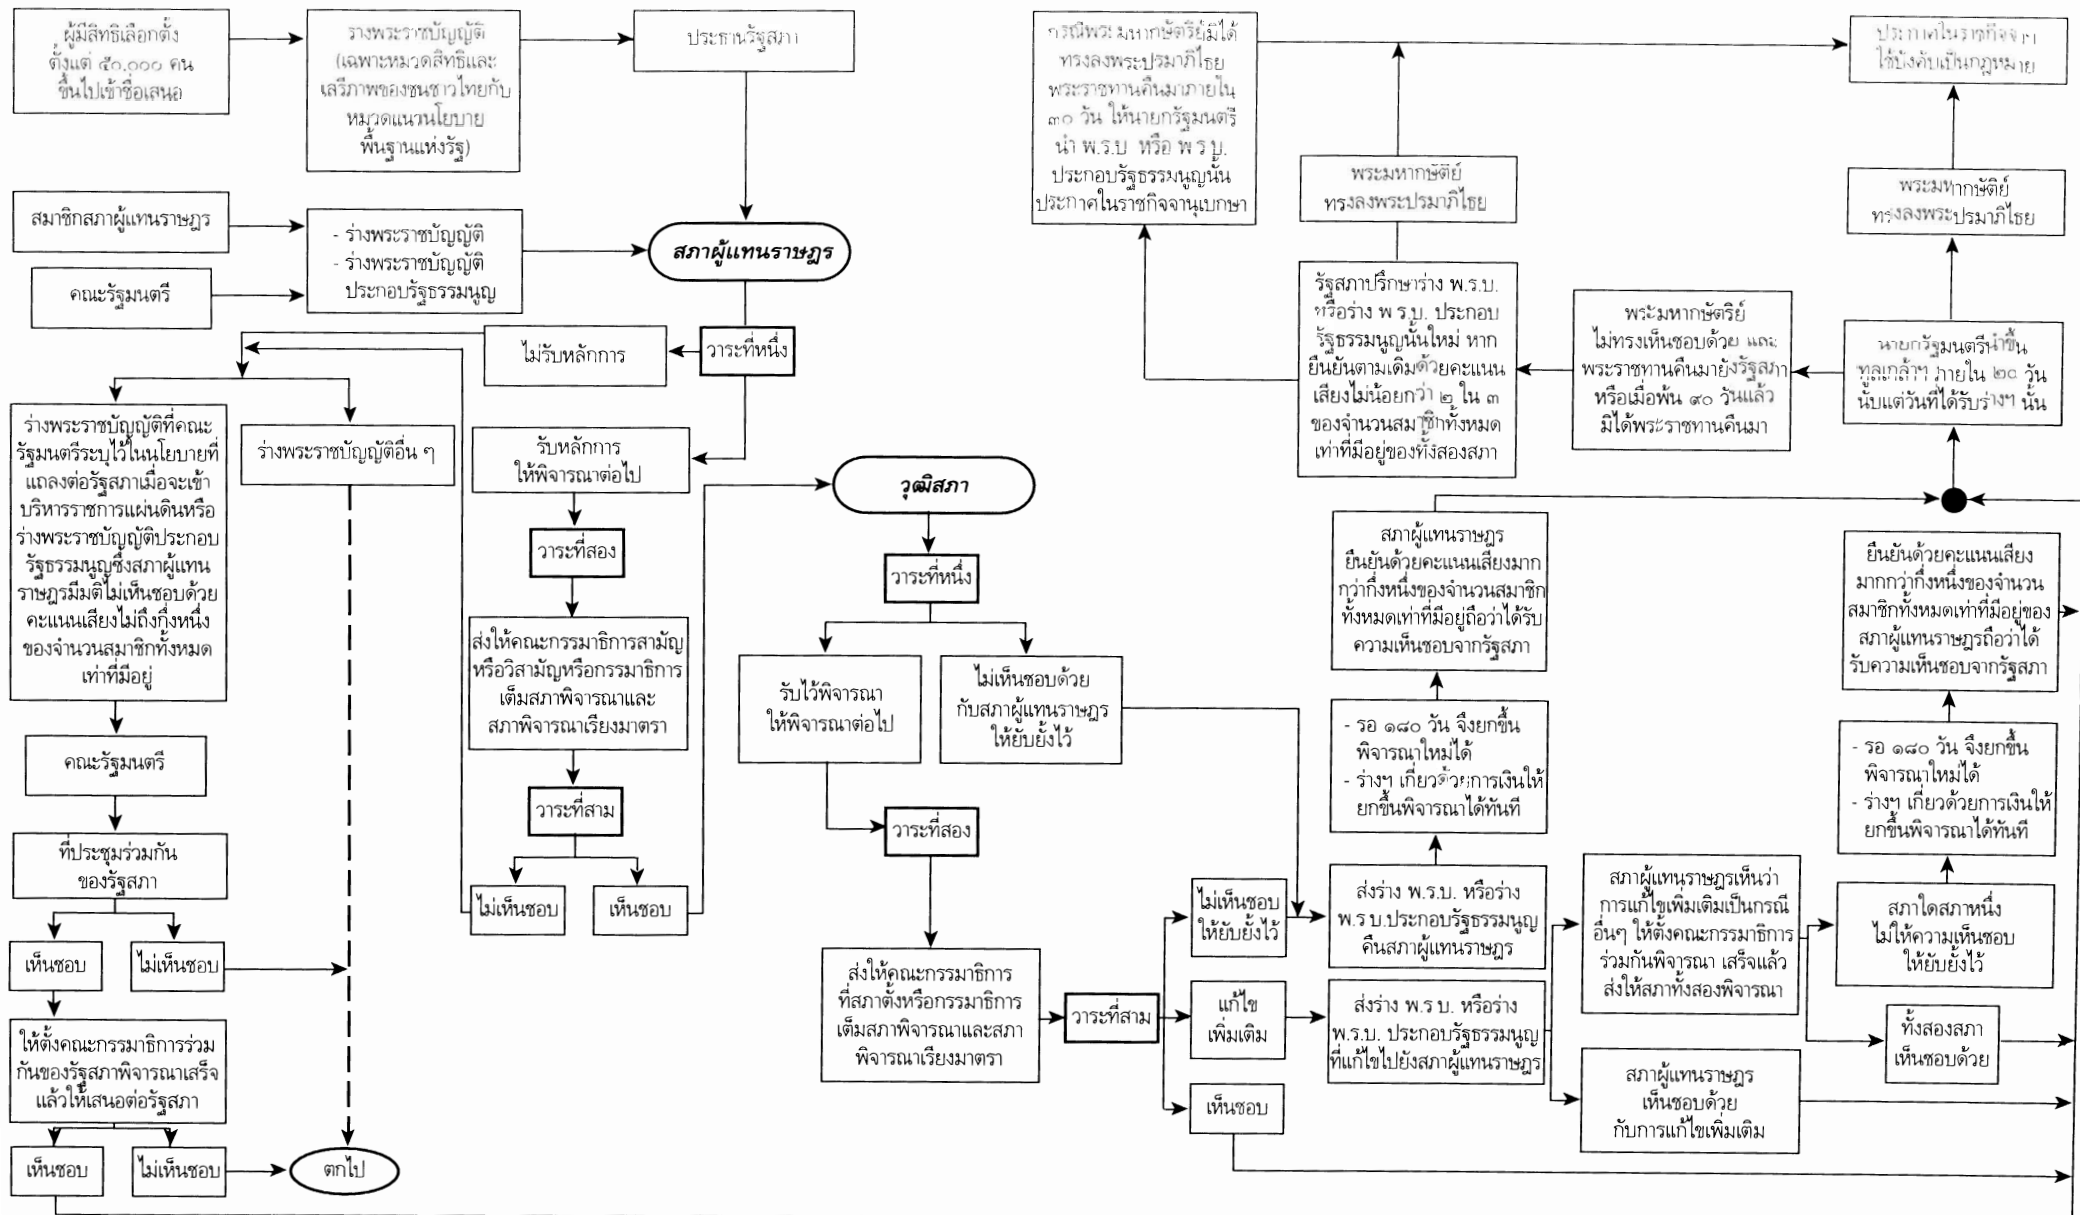 ผู้มีสิทธิเลือกตั้ง
ตั้งแต่ ๕๐,๐๐๐ คน
ขึ้นไปเข้าชื่อเสนอ
ร่างพระราชบัญญัติ
(เฉพาะหมวดสิทธิและ
เสรีภาพของชนชาวไทยกับ
หมวดแนวนโยบาย
พื้นฐานแห่งรัฐ)
ประธานรัฐสภา
สมาชิกสภาผู้แทนราษฎร
คณะรัฐมนตรี
- ร่างพระราชบัญญัติ
- ร่างพระราชบัญญัติ
ประกอบรัฐธรรมนูญ
สภาผู้แทนราษฎร
วาระที่หนึ่ง
ไม่รับหลักการ
ร่างพระราชบัญญัติที่คณะ
รัฐมนตรีระบุไว้ในนโยบายที่
แถลงต่อรัฐสภาเมื่อจะเข้า
บริหารราชการแผ่นดินหรือ
ร่างพระราชบัญญัติประกอบ
รัฐธรรมนูญซึ่งสภาผู้แทน
ราษฎรมีมติไม่เห็นชอบด้วย
คะแนนเสียงไม่ถึงกึ่งหนึ่ง
ของจำนวนสมาชิกทั้งหมด
เท่าที่มีอยู่
ร่างพระราชบัญญัติอื่น ๆ
คณะรัฐมนตรี
ที่ประชุมร่วมกัน
ของรัฐสภา
เห็นชอบ
ไม่เห็นชอบ
ให้ตั้งคณะกรรมาธิการร่วม
กันของรัฐสภาพิจารณาเสร็จ
แล้วให้เสนอต่อรัฐสภา
เห็นชอบ
ไม่เห็นชอบ
ตกไป
รับหลักการ
ให้พิจารณาต่อไป
วาระที่สอง
ส่งให้คณะกรรมาธิการสามัญ
หรือวิสามัญหรือกรรมาธิการ
เต็มสภาพิจารณาและ
สภาพิจารณาเรียงมาตรา
วาระที่สาม
ไม่เห็นชอบ
เห็นชอบ
วุฒิสภา
วาระที่หนึ่ง
รับไว้พิจารณา
ให้พิจารณาต่อไป
ไม่เห็นชอบด้วย
กับสภาผู้แทนราษฎร
ให้ยับยั้งไว้
วาระที่สอง
ส่งให้คณะกรรมาธิการ
ที่สภาตั้งหรือกรรมาธิการ
เต็มสภาพิจารณาและสภา
พิจารณาเรียงมาตรา
วาระที่สาม
ไม่เห็นชอบ
ให้ยับยั้งไว้
แก้ไข
เพิ่มเติม
เห็นชอบ
ส่งร่าง พ.ร.บ. หรือร่าง
พ.ร บ.ประกอบรัฐธรรมนูญ
คืนสภาผู้แทนราษฎร
ส่งร่าง พ.ร บ. หรือร่าง
พ.ร.บ. ประกอบรัฐธรรมนูญ
ที่แก้ไขไปยังสภาผู้แทนราษฎร
- รอ ๑๘๐ วัน จึงยกขึ้น
พิจารณาใหม่ได้
- ร่างฯ เกี่ยวด้วยการเงินให้
ยกขึ้นพิจารณาได้ทันที
สภาผู้แทนราษฎร
ยืนยันด้วยคะแนนเสียงมาก
กว่ากึ่งหนึ่งของจำนวนสมาชิก
ทั้งหมดเท่าที่มีอยู่ถือว่าได้รับ
ความเห็นชอบจากรัฐสภา
สภาผู้แทนราษฎรเห็นว่า
การแก้ไขเพิ่มเติมเป็นกรณี
อื่นๆ ให้ตั้งคณะกรรมาธิการ
ร่วมกันพิจารณา เสร็จแล้ว
ส่งให้สภาทั้งสองพิจารณา
สภาผู้แทนราษฎร
เห็นชอบด้วย
กับการแก้ไขเพิ่มเติม
สภาใดสภาหนึ่ง
ไม่ให้ความเห็นชอบ
ให้ยับยั้งไว้
ทั้งสองสภา
เห็นชอบด้วย
- รอ ๑๘๐ วัน จึงยกขึ้น
พิจารณาใหม่ได้
- ร่างฯ เกี่ยวด้วยการเงินให้
ยกขึ้นพิจารณาได้ทันที
ยืนยันด้วยคะแนนเสียง
มากกว่ากึ่งหนึ่งของจำนวน
สมาชิกทั้งหมดเท่าที่มีอยู่ของ
สภาผู้แทนราษฎรถือว่าได้
รับความเห็นชอบจากรัฐสภา
นายกรัฐมนตรีนำขึ้น
ทูลเกล้าฯ ภายใน ๒๐ วัน
นับแต่วันที่ได้รับร่างฯ นั้น
พระมหากษัตริย์
ไม่ทรงเห็นชอบด้วย และ
พระราชทานคืนมายังรัฐสภา
หรือเมื่อพ้น ๙๐ วันแล้ว
มิได้พระราชทานคืนมา
รัฐสภาปรึกษาร่าง พ.ร.บ.
หรือร่าง พ ร.บ. ประกอบ
รัฐธรรมนูญนั้นใหม่ หาก
ยืนยันตามเดิมด้วยคะแนน
เสียงไม่น้อยกว่า ๒ ใน ๓
ของจำนวนสมาชิกทั้งหมด
เท่าที่มีอยู่ของทั้งสองสภา
กรณีพระมหากษัตริย์มิได้
ทรงลงพระปรมาภิไธย
พระราชทานคืนมาภายใน
๓๐ วัน ให้นายกรัฐมนตรี
นำ พ.ร.บ หรือ พ ร บ.
ประกอบรัฐธรรมนูญนั้น
ประกาศในราชกิจจานุเบกษา
พระมหากษัติย์
ทรงลงพระปรมาภิไธย
พระมหากษัติย์
ทรงลงพระปรมาภิไธย
ประกาศในราชกิจจาฯ
ใช้บังคับเป็นกฎหมาย